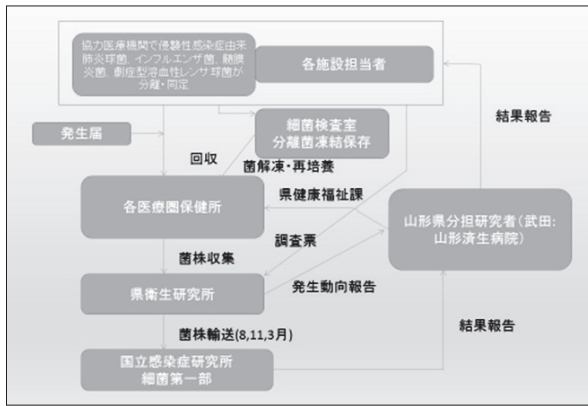 協力医療機関で侵襲性感染症由来
肺炎球菌、インフルエンザ菌、髄膜
炎菌、劇症型溶血性レンサ球菌が
分離・同定
各施設担当者
発生届
細菌検査室
分離菌凍結保存
結果報告
回収
菌解凍・再培養
各医療圏保健所
県健康福祉課
山形県分担研究者(武田:
山形済生病院)
調査票
菌株収集
県衛生研究所
発生動向報告
菌株輸送(8,11,3月)
結果報告
国立感染症研究所
細菌第一部